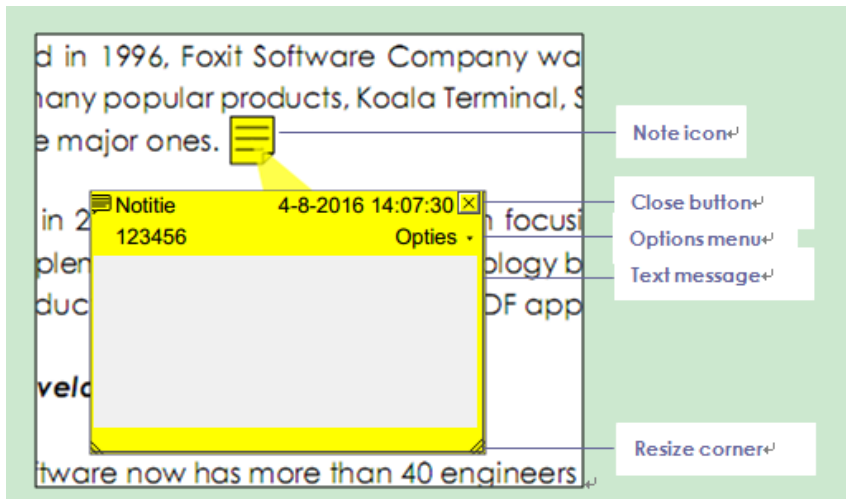 d in 1996, Foxit Software Company wa
any popular products, Koala Terminal, S
e major ones.
Note icon↵
Notitie 4-8-2016 14:07:30
Close button↵
in 2 focusi
123456 Opties
Options menu↵
plem ology b
Text message↵
duc DF app
velo
Resize corner↵
ftware now has more than 40 engineers ↵